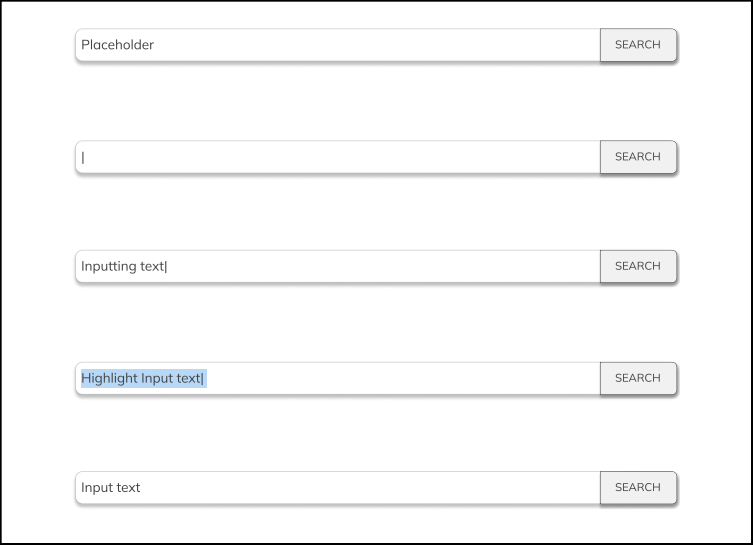 Placeholder SEARCH
| SEARCH
Inputting text| SEARCH
Highlight Input text| SEARCH
Input text SEARCH